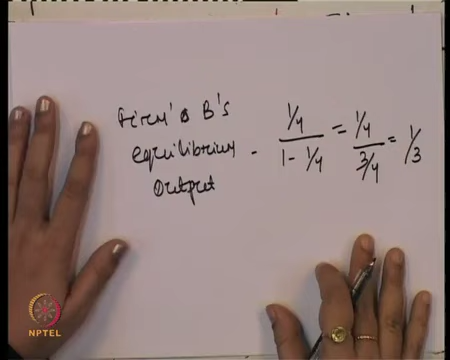 Firm's B's
equilibrium - 1/4 / 1 - 1/4 = 1/4 / 3/4 = 1/3
Output
NPTEL